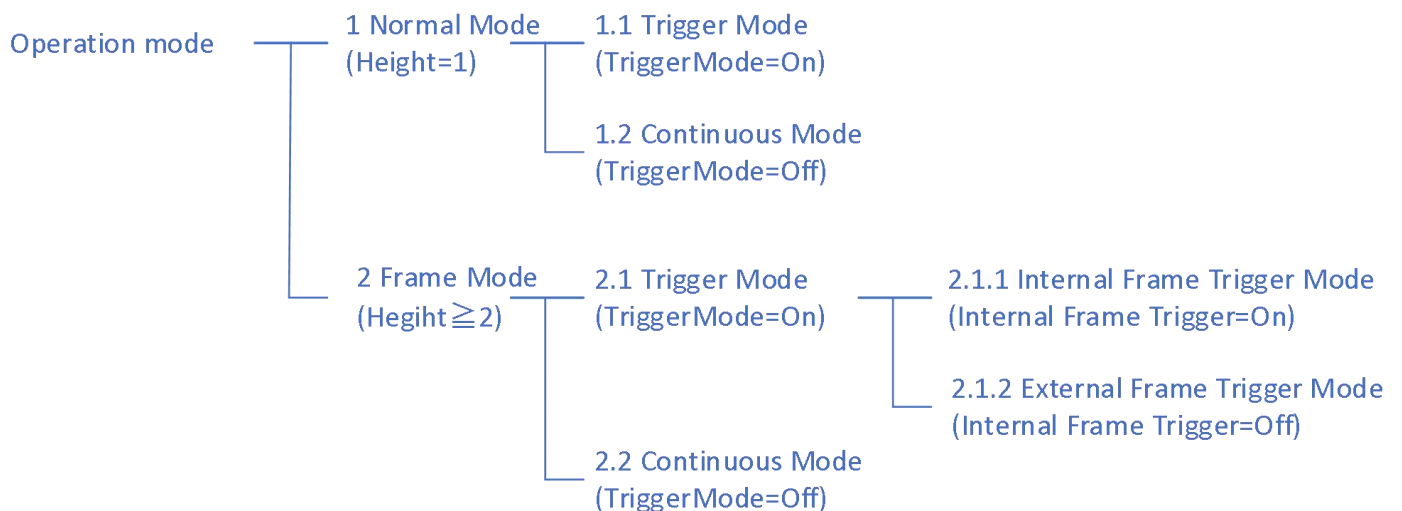 Operation mode
1 Normal Mode
(Height=1)
1.1 Trigger Mode
(TriggerMode=On)
1.2 Continuous Mode
(TriggerMode=Off)
2 Frame Mode
(Hegiht≧2)
2.1 Trigger Mode
(TriggerMode=On)
2.1.1 Internal Frame Trigger Mode
(Internal Frame Trigger=On)
2.1.2 External Frame Trigger Mode
(Internal Frame Trigger=Off)
2.2 Continuous Mode
(TriggerMode=Off)